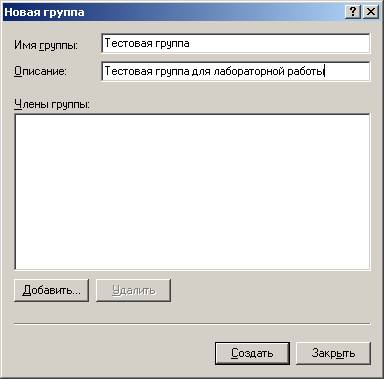 Новая группа
Имя группы: Тестовая группа
Описание: Тестовая группа для лабораторной работы
Члены группы:
Добавить... Удалить
Создать Закрыть